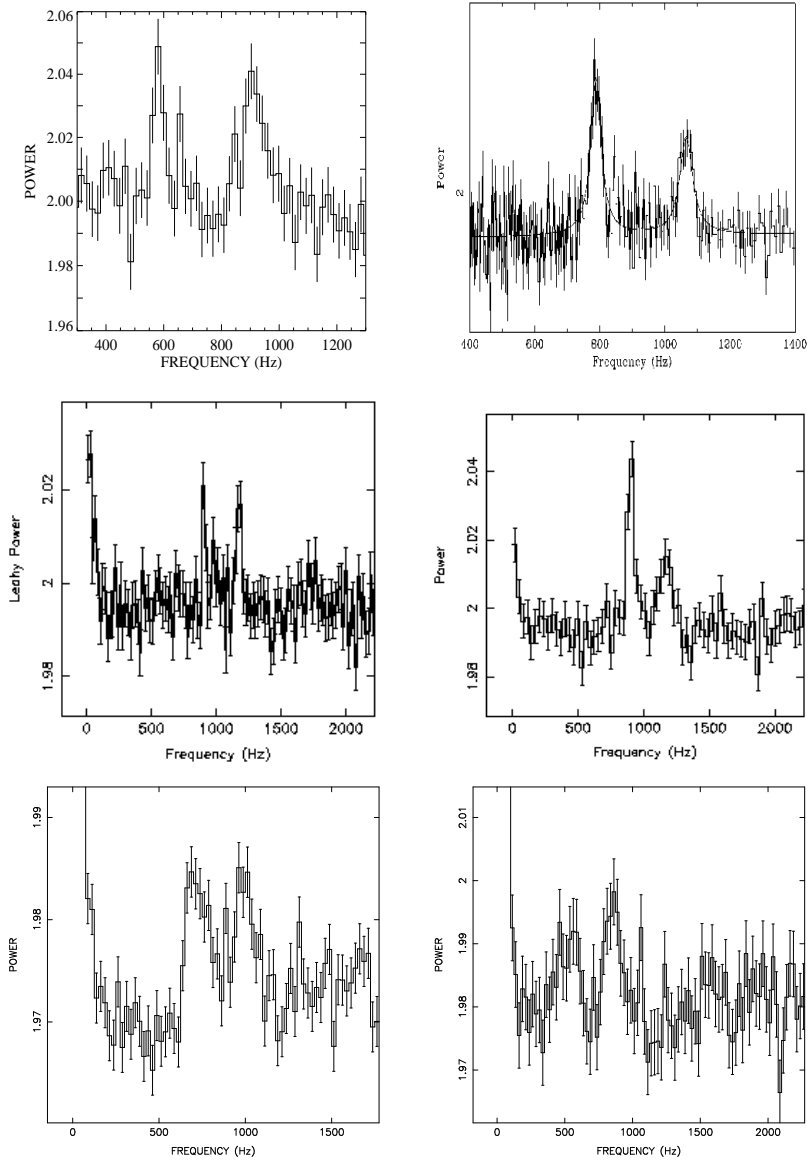 2.06
2.04
2.02
2.00
1.98
1.96
POWER
400 600 800 1000 1200
FREQUENCY (Hz)
Power
2
400 600 800 1000 1200 1400
Frequency (Hz)
Leahy Power
2.02
2
1.98
0 500 1000 1500 2000
Frequency (Hz)
Power
2.04
2.02
2
1.98
0 500 1000 1500 2000
Frequency (Hz)
POWER
1.99
1.98
1.97
0 500 1000 1500
FREQUENCY (Hz)
POWER
2.01
2
1.99
1.98
1.97
0 500 1000 1500 2000
FREQUENCY (Hz)